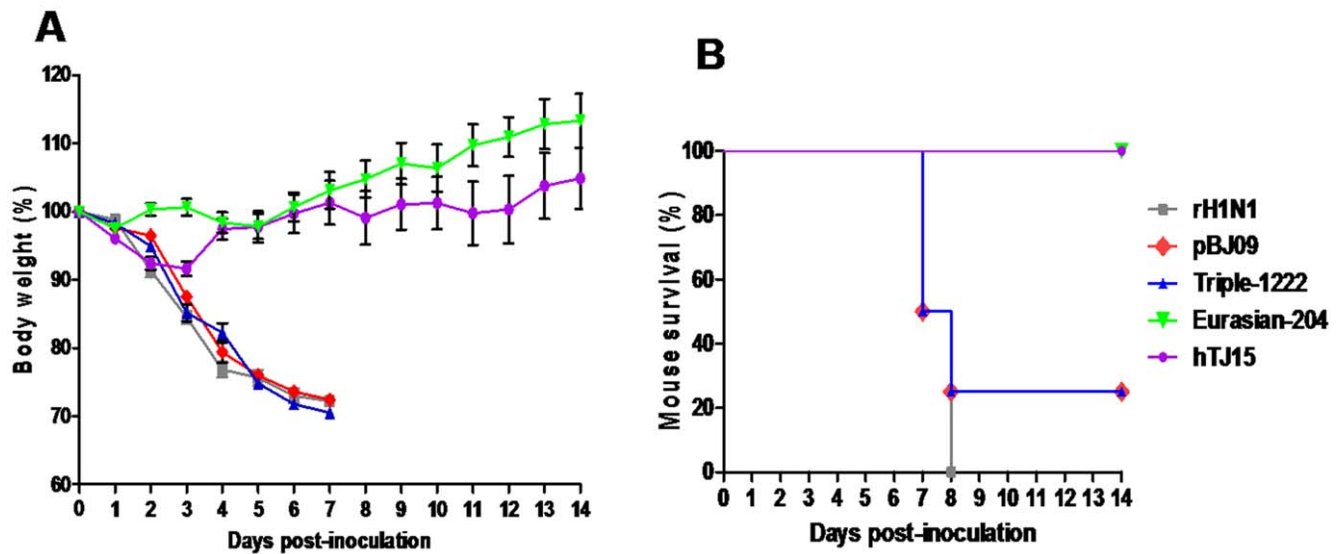 A
120
110
100
90
80
70
60
Body weight (%)
0 1 2 3 4 5 6 7 8 9 10 11 12 13 14
Days post-inoculation
B
100
80
60
40
20
0
Mouse survival (%)
0 1 2 3 4 5 6 7 8 9 10 11 12 13 14
Days post-inoculation
rH1N1
pBJ09
Triple-1222
Eurasian-204
hTJ15